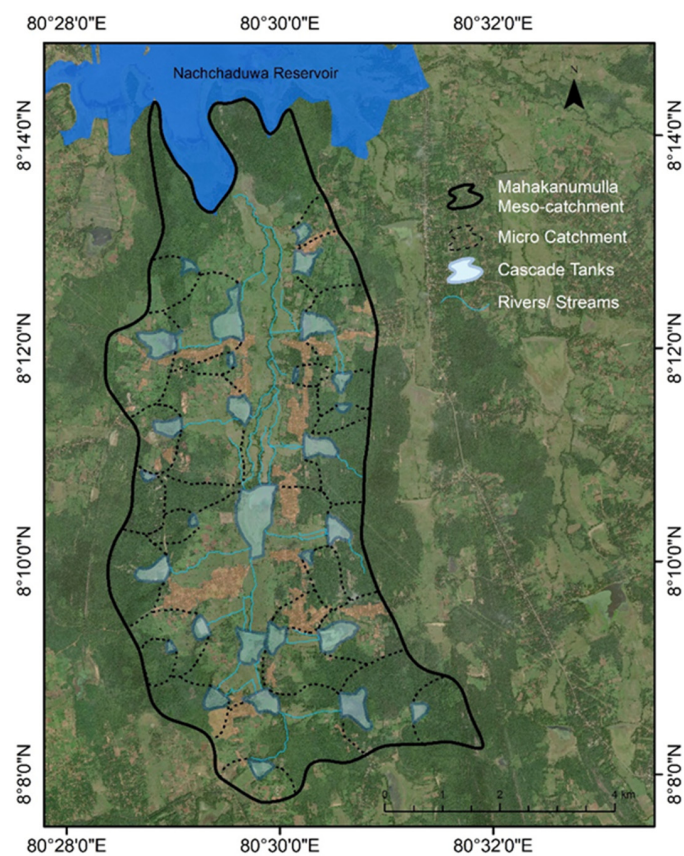 80°28'0"E 80°30'0"E 80°32'0"E
Nachchaduwa Reservoir
N
8°14'0"N 8°14'0"N
Mahakanumulla
Meso-catchment
Micro Catchment
Cascade Tanks
Rivers/ Streams
8°12'0"N 8°12'0"N
8°10'0"N 8°10'0"N
8°8'0"N 8°8'0"N
0 1 2 4 km
80°28'0"E 80°30'0"E 80°32'0"E